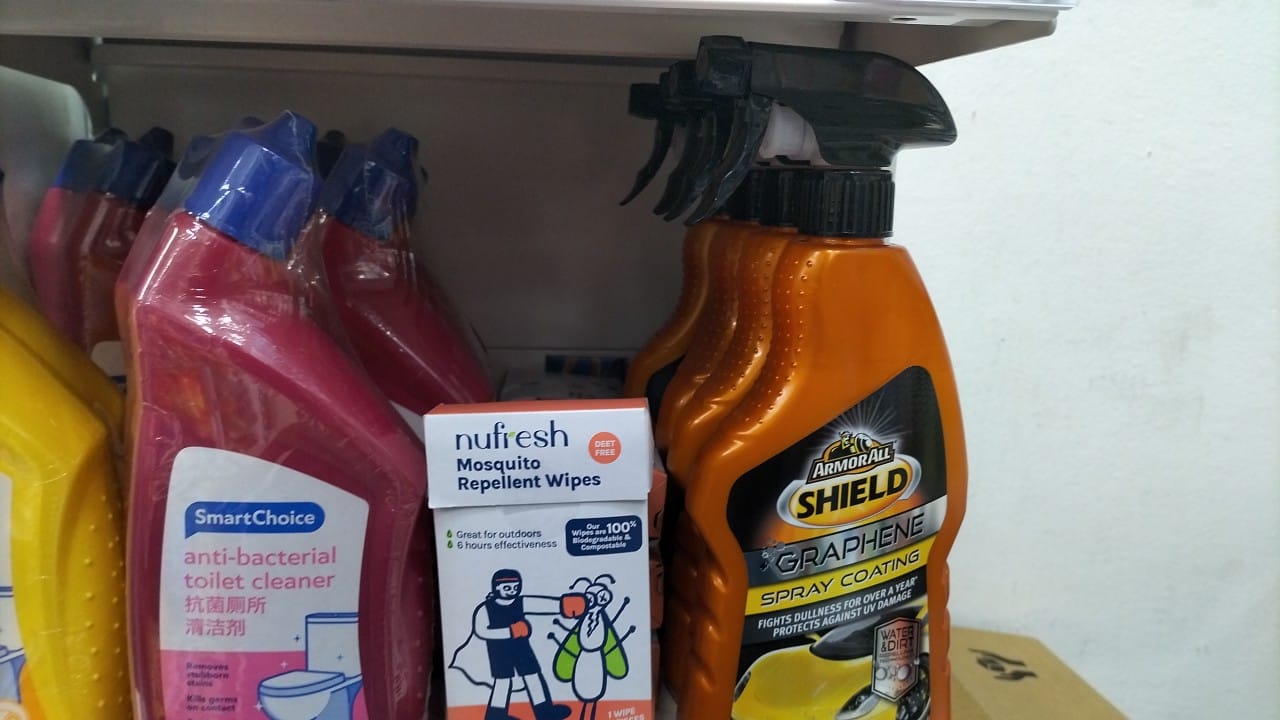 SmartChoice
anti-bacterial
toilet cleaner
抗菌厕所
清洁剂
Removes
stubborn
stains
Kills germs
on contact
nufresh
DEET
FREE
Mosquito
Repellent Wipes
Great for outdoors
6 hours effectiveness
Our
Wipes are 100%
Biodegradable &
Compostable
1 WIPE
ARMOR ALL
SHIELD
GRAPHENE
SPRAY COATING
FIGHTS DULLNESS FOR OVER A YEAR*
PROTECTS AGAINST UV DAMAGE
WATER
& DIRT